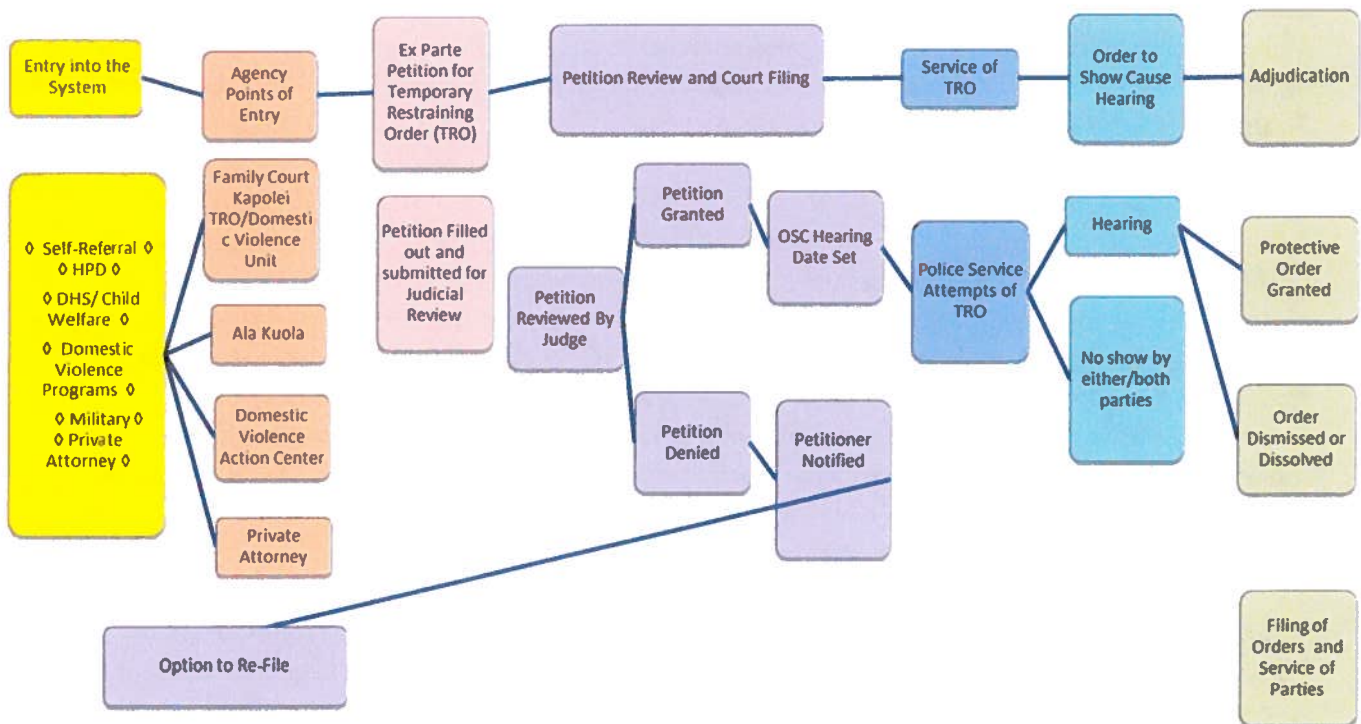 Entry into the
System
Agency
Points of
Entry
Ex Parte
Petition for
Temporary
Restraining
Order (TRO)
Petition Review and Court Filing
Service of
TRO
Order to
Show Cause
Hearing
Adjudication
◊ Self-Referral ◊
◊ HPD ◊
◊ DHS/ Child
Welfare ◊
◊ Domestic
Violence
Programs ◊
◊ Military ◊
◊ Private
Attorney ◊
Family Court
Kapolei
TRO/Domesti
c Violence
Unit
Ala Kuola
Domestic
Violence
Action Center
Private
Attorney
Petition Filled
out and
submitted for
Judicial
Review
Petition
Reviewed By
Judge
Petition
Granted
OSC Hearing
Date Set
Petition
Denied
Petitioner
Notified
Option to Re-File
Police Service
Attempts of
TRO
Hearing
No show by
either/both
parties
Protective
Order
Granted
Order
Dismissed or
Dissolved
Filing of
Orders and
Service of
Parties